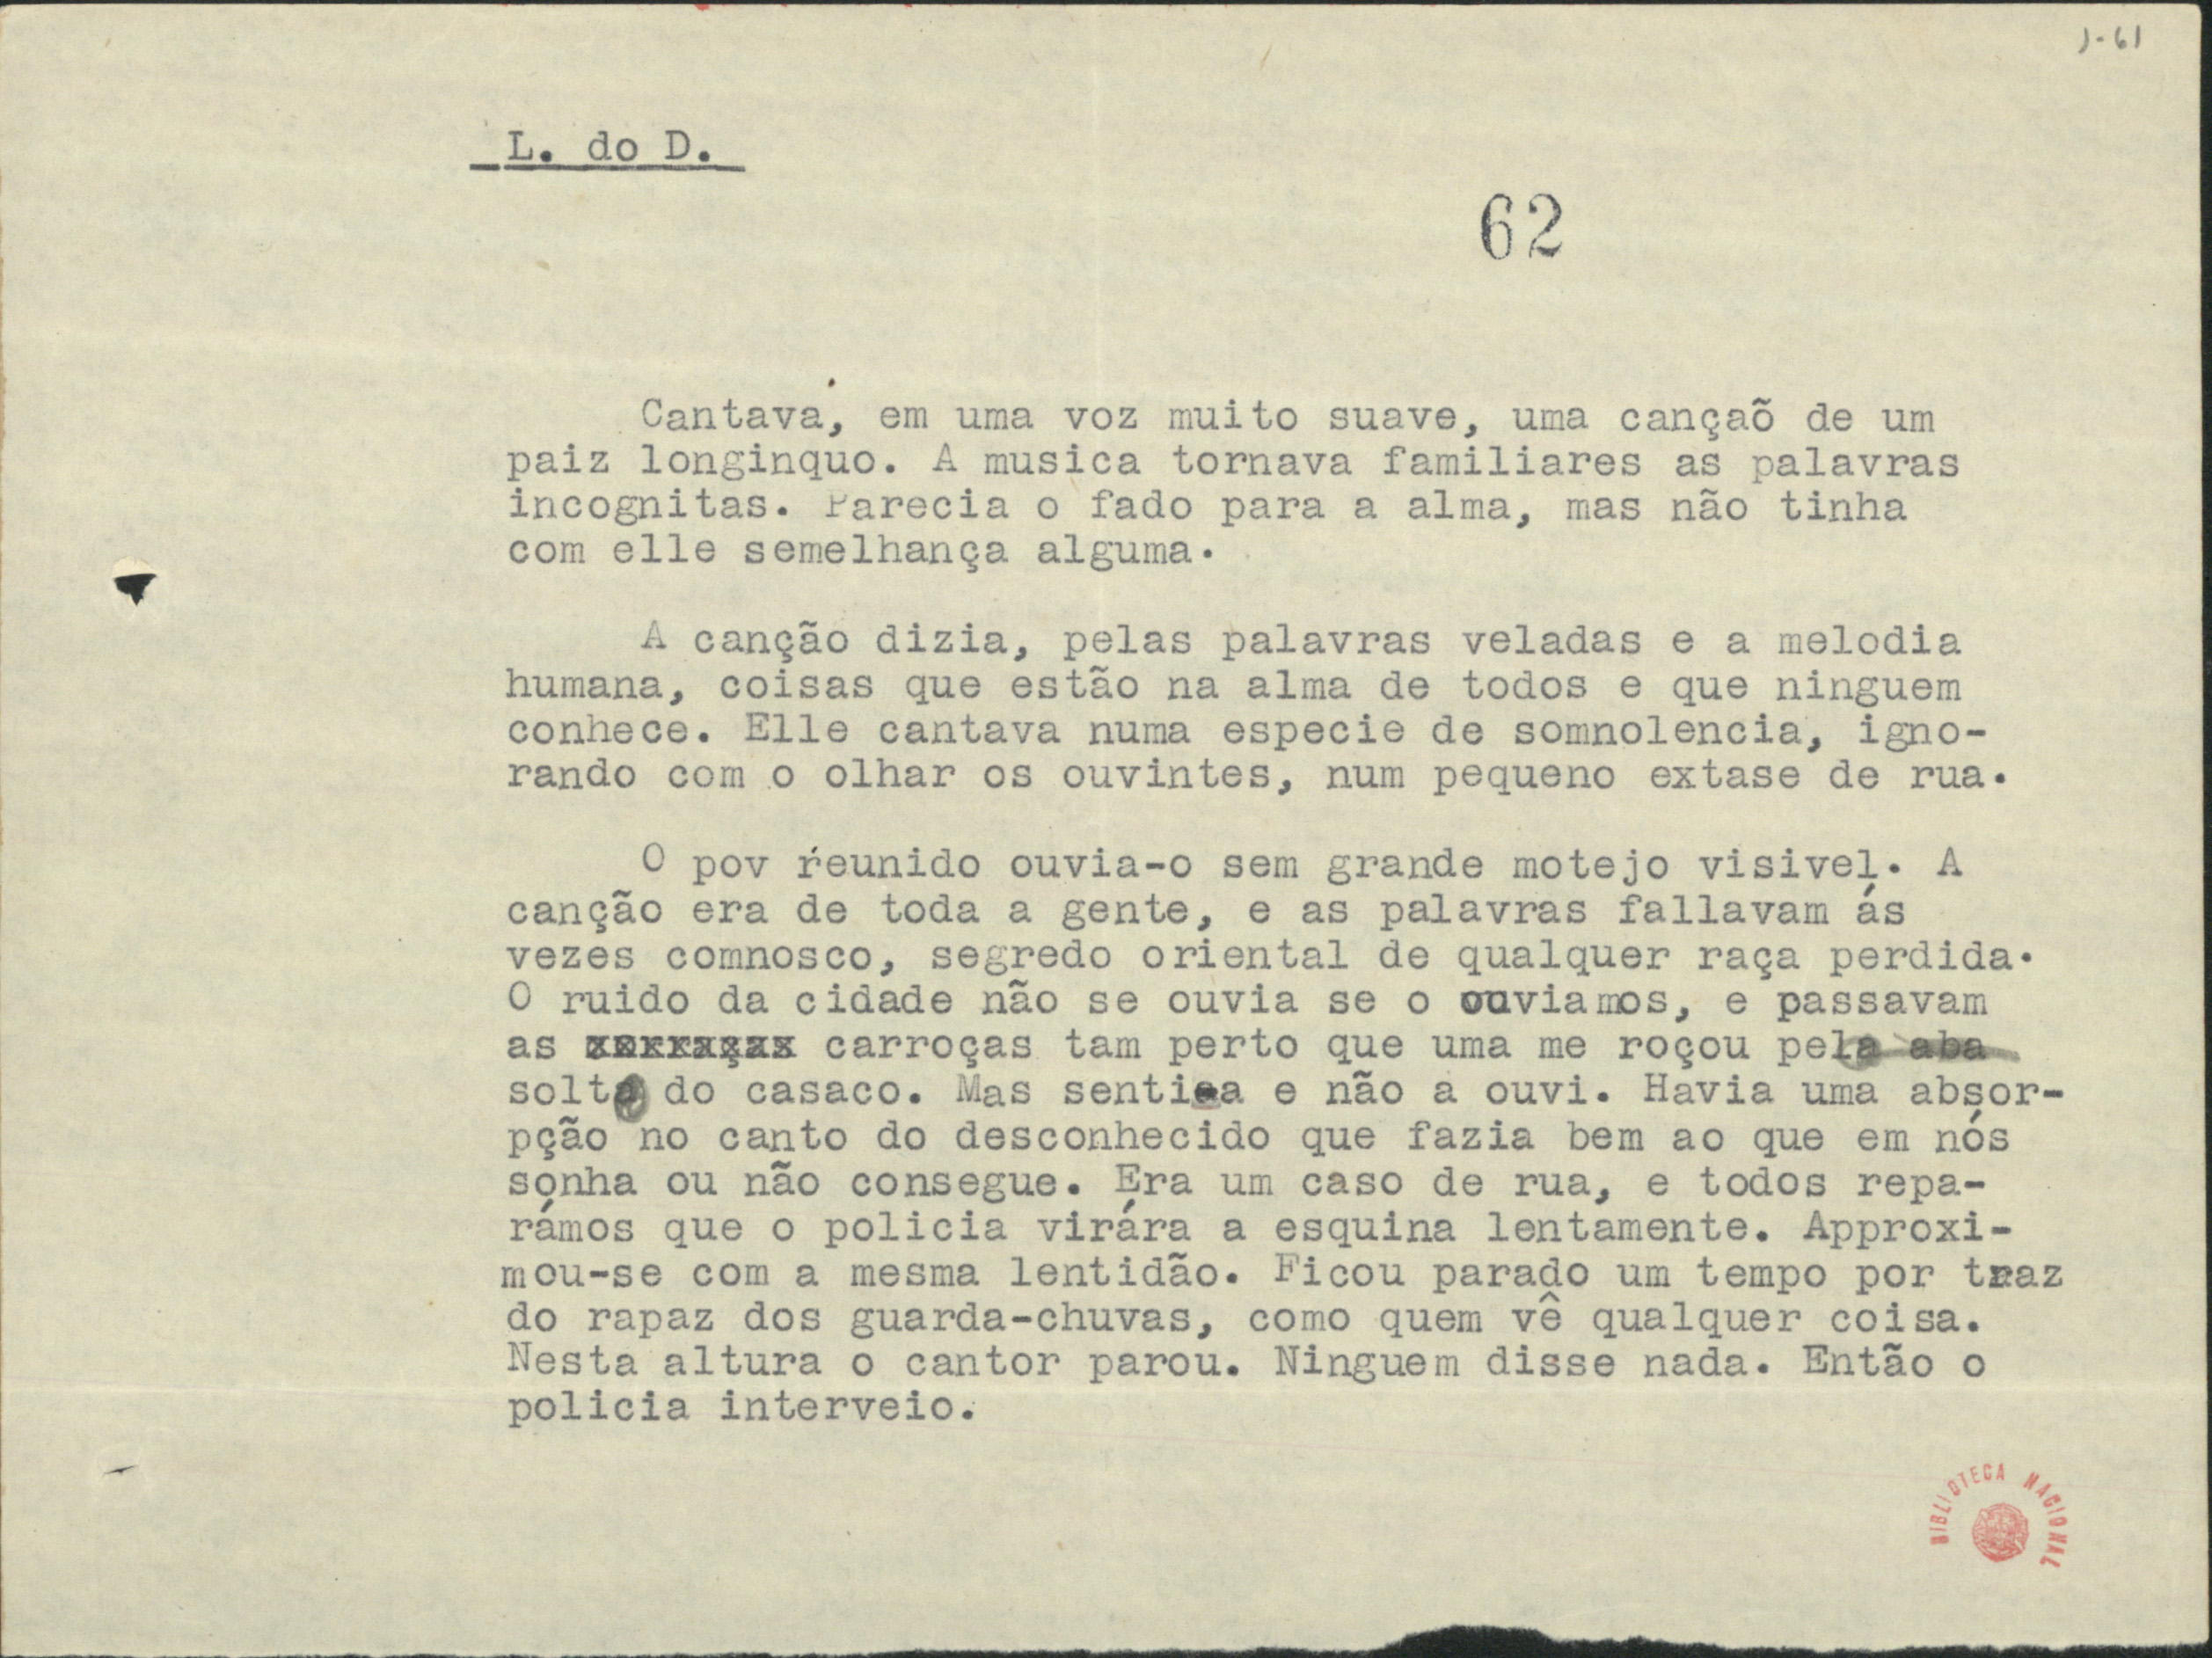 1-61
L. do D.
62
Cantava, em uma voz muito suave, uma cançaõ de um
paiz longinquo. A musica tornava familiares as palavras
incognitas. Parecia o fado para a alma, mas não tinha
com elle semelhança alguma.
A canção dizia, pelas palavras veladas e a melodia
humana, coisas que estão na alma de todos e que ninguem
conhece. Elle cantava numa especie de somnolencia, igno-
rando com o olhar os ouvintes, num pequeno extase de rua.
O pov reunido ouvia-o sem grande motejo visivel. A
canção era de toda a gente, e as palavras fallavam ás
vezes comnosco, segredo oriental de qualquer raça perdida.
O ruido da cidade não se ouvia se o ouviamos, e passavam
as carroças tam perto que uma me roçou pela aba
solta do casaco. Mas senti-a e não a ouvi. Havia uma absor-
pção no canto do desconhecido que fazia bem ao que em nós
sonha ou não consegue. Era um caso de rua, e todos repa-
rámos que o policia virára a esquina lentamente. Approxi-
mou-se com a mesma lentidão. Ficou parado um tempo por traz
do rapaz dos guarda-chuvas, como quem vê qualquer coisa.
Nesta altura o cantor parou. Ninguem disse nada. Então o
policia interveio.
BIBLIOTECA NACIONAL